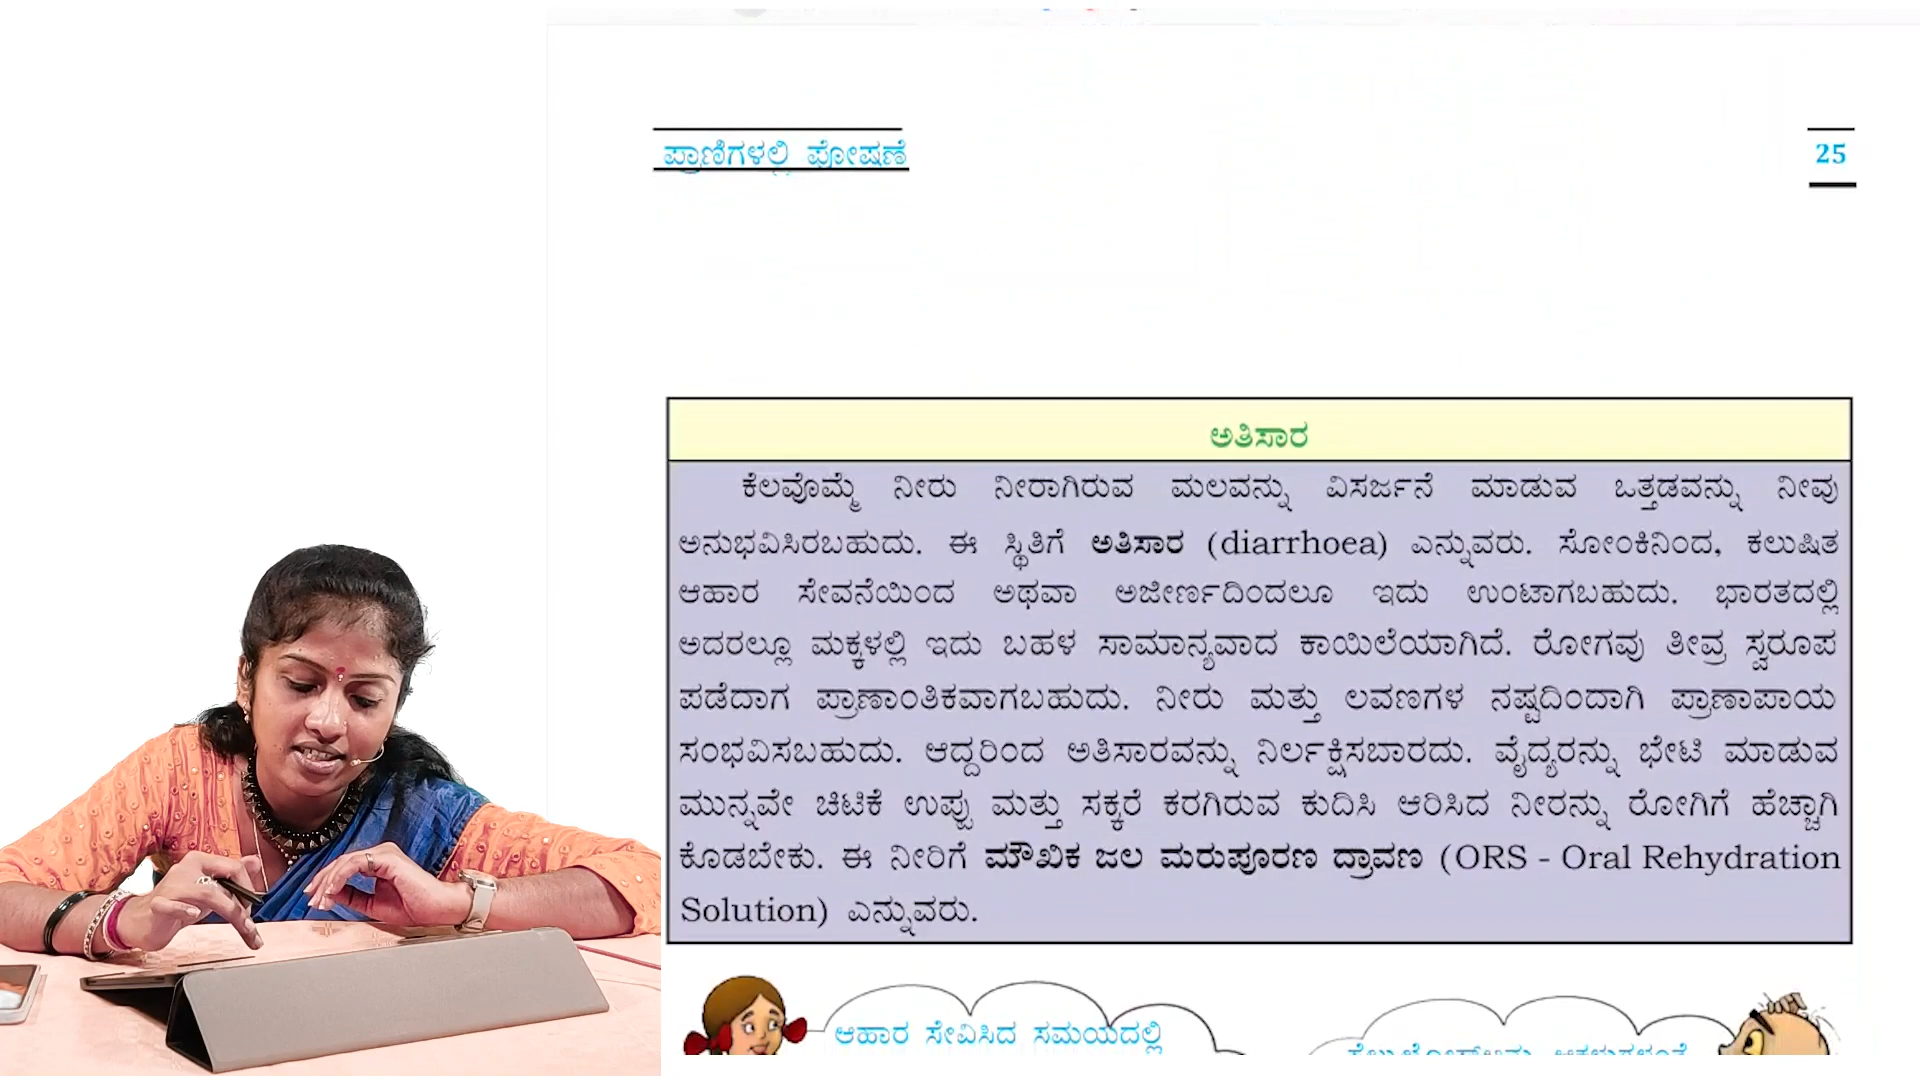 ಪ್ರಾಣಿಗಳಲ್ಲಿ ಪೋಷಣೆ
25
ಅತಿಸಾರ
ಕೆಲವೊಮ್ಮೆ ನೀರು ನೀರಾಗಿರುವ ಮಲವನ್ನು ವಿಸರ್ಜನೆ ಮಾಡುವ ಒತ್ತಡವನ್ನು ನೀವು
ಅನುಭವಿಸಿರಬಹುದು. ಈ ಸ್ಥಿತಿಗೆ ಅತಿಸಾರ (diarrhoea) ಎನ್ನುವರು. ಸೋಂಕಿನಿಂದ, ಕಲುಷಿತ
ಆಹಾರ ಸೇವನೆಯಿಂದ ಅಥವಾ ಅಜೀರ್ಣದಿಂದಲೂ ಇದು ಉಂಟಾಗಬಹುದು. ಭಾರತದಲ್ಲಿ
ಅದರಲ್ಲೂ ಮಕ್ಕಳಲ್ಲಿ ಇದು ಬಹಳ ಸಾಮಾನ್ಯವಾದ ಕಾಯಿಲೆಯಾಗಿದೆ. ರೋಗವು ತೀವ್ರ ಸ್ವರೂಪ
ಪಡೆದಾಗ ಪ್ರಾಣಾಂತಿಕವಾಗಬಹುದು. ನೀರು ಮತ್ತು ಲವಣಗಳ ನಷ್ಟದಿಂದಾಗಿ ಪ್ರಾಣಾಪಾಯ
ಸಂಭವಿಸಬಹುದು. ಆದ್ದರಿಂದ ಅತಿಸಾರವನ್ನು ನಿರ್ಲಕ್ಷಿಸಬಾರದು. ವೈದ್ಯರನ್ನು ಭೇಟಿ ಮಾಡುವ
ಮುನ್ನವೇ ಚಿಟಿಕೆ ಉಪ್ಪು ಮತ್ತು ಸಕ್ಕರೆ ಕರಗಿರುವ ಕುದಿಸಿ ಆರಿಸಿದ ನೀರನ್ನು ರೋಗಿಗೆ ಹೆಚ್ಚಾಗಿ
ಕೊಡಬೇಕು. ಈ ನೀರಿಗೆ ಮೌಖಿಕ ಜಲ ಮರುಪೂರಣ ದ್ರಾವಣ (ORS - Oral Rehydration
Solution) ಎನ್ನುವರು.
ಆಹಾರ ಸೇವಿಸಿದ ಸಮಯದಲ್ಲಿ